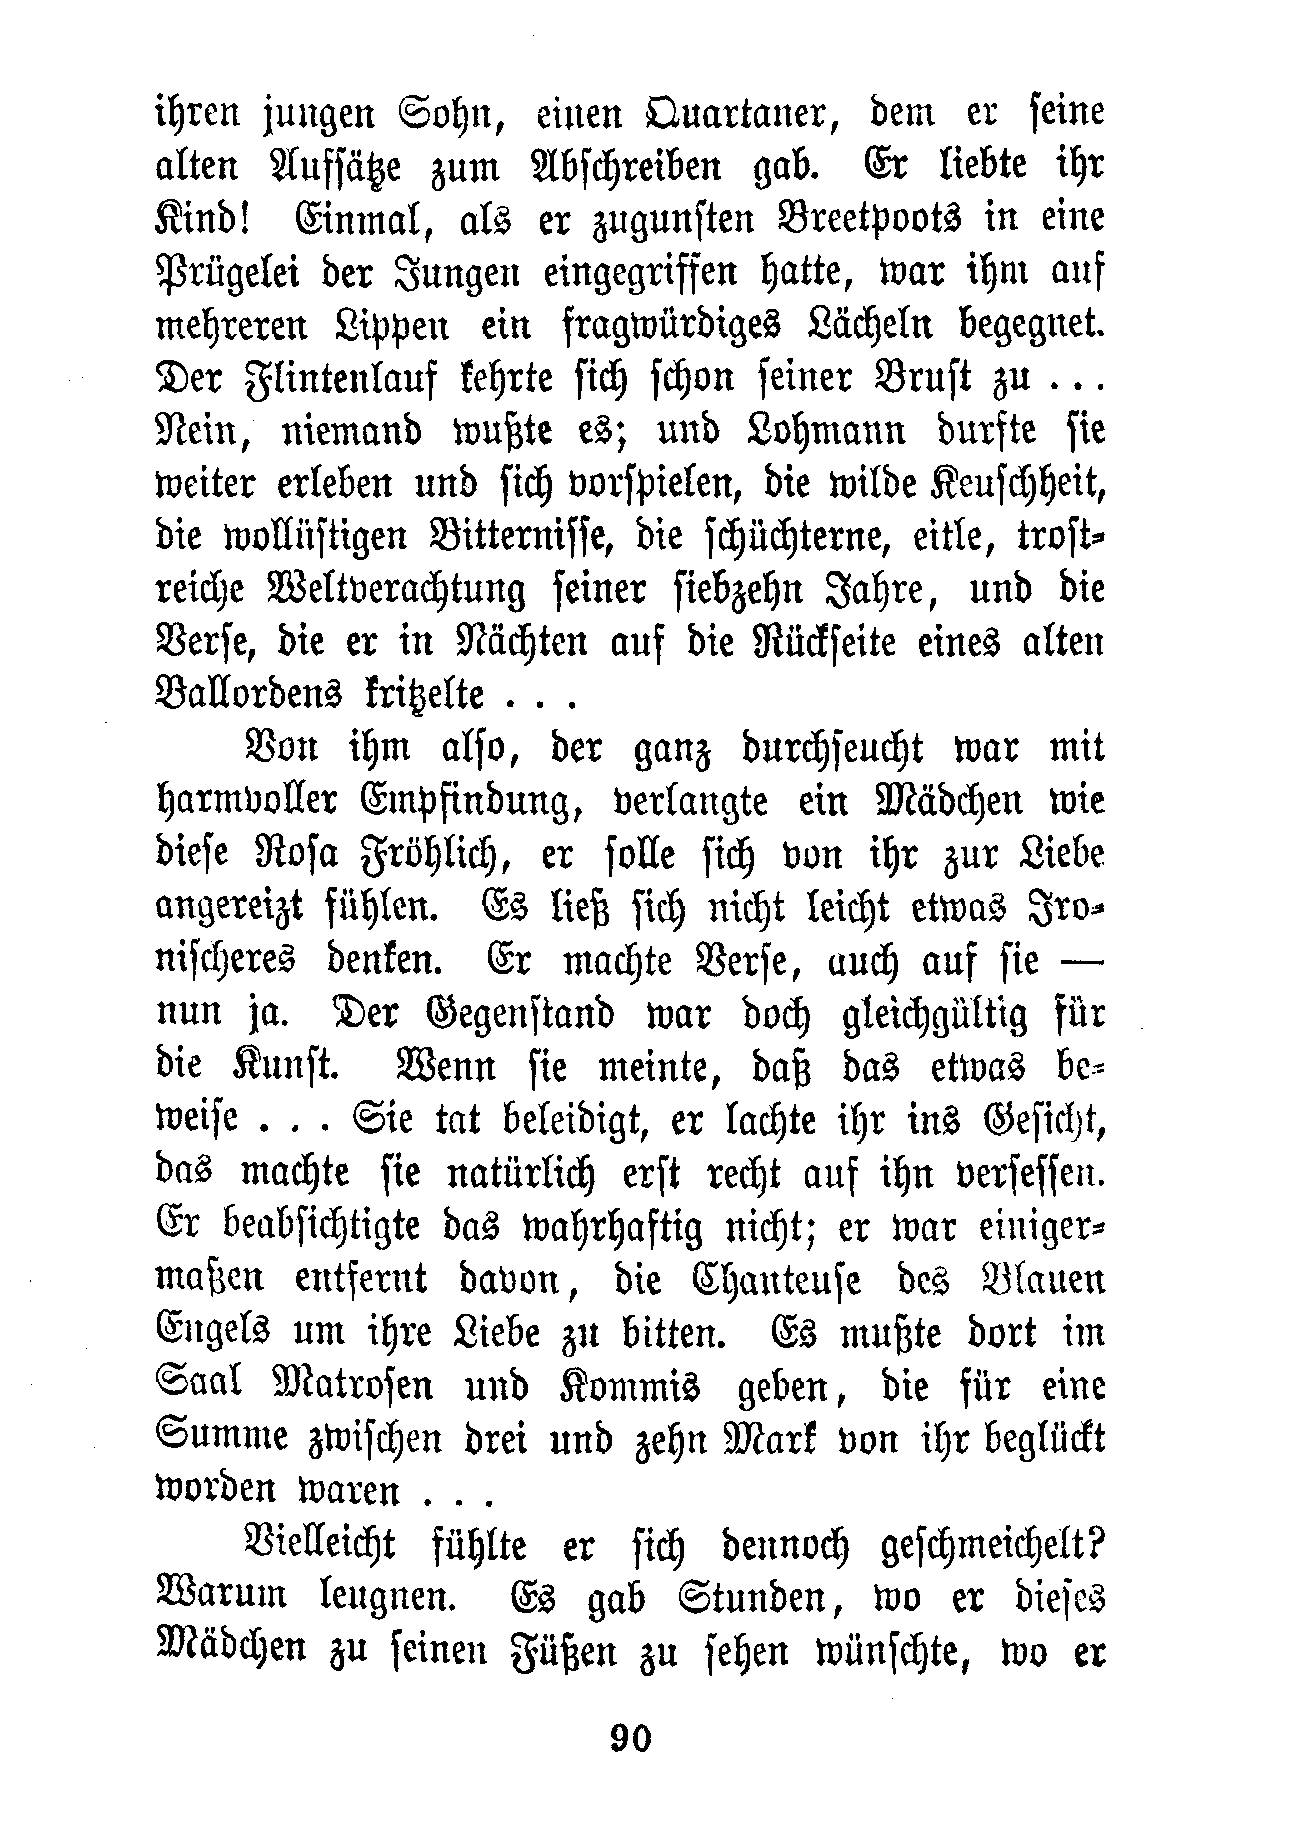 ihren jungen Sohn, einen Quartaner, dem er seine
alten Aufsätze zum Abschreiben gab. Er liebte ihr
Kind! Einmal, als er zugunsten Breetpoots in eine
Prügelei der Jungen eingegriffen hatte, war ihm auf
mehreren Lippen ein fragwürdiges Lächeln begegnet.
Der Flintenlauf kehrte sich schon seiner Brust zu . . .
Nein, niemand wußte es; und Lohmann durfte sie
weiter erleben und sich vorspielen, die wilde Keuschheit,
die wollüstigen Bitternisse, die schüchterne, eitle, trost-
reiche Weltverachtung seiner siebzehn Jahre, und die
Verse, die er in Nächten auf die Rückseite eines alten
Ballordens kritzelte . . .
Von ihm also, der ganz durchseucht war mit
harmvoller Empfindung, verlangte ein Mädchen wie
diese Rosa Fröhlich, er solle sich von ihr zur Liebe
angereizt fühlen. Es ließ sich nicht leicht etwas Iro-
nischeres denken. Er machte Verse, auch auf sie —
nun ja. Der Gegenstand war doch gleichgültig für
die Kunst. Wenn sie meinte, daß das etwas be-
weise . . . Sie tat beleidigt, er lachte ihr ins Gesicht,
das machte sie natürlich erst recht auf ihn versessen.
Er beabsichtigte das wahrhaftig nicht; er war einiger-
maßen entfernt davon, die Chanteuse des Blauen
Engels um ihre Liebe zu bitten. Es mußte dort im
Saal Matrosen und Kommis geben, die für eine
Summe zwischen drei und zehn Mark von ihr beglückt
worden waren . . .
Vielleicht fühlte er sich dennoch geschmeichelt?
Warum leugnen. Es gab Stunden, wo er dieses
Mädchen zu seinen Füßen zu sehen wünschte, wo er
90